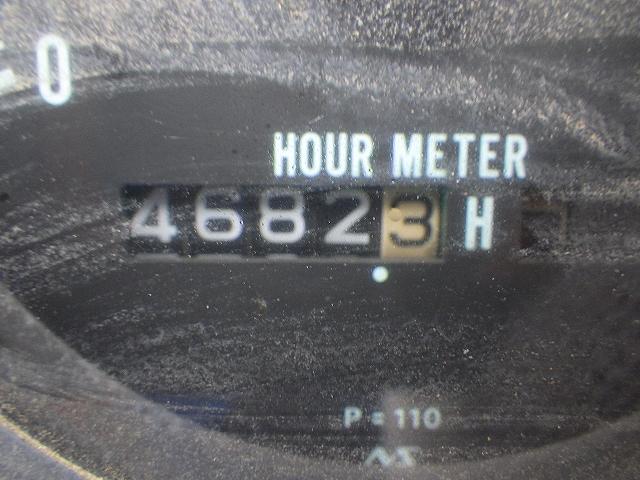 0
HOUR METER
46823 H
P = 110